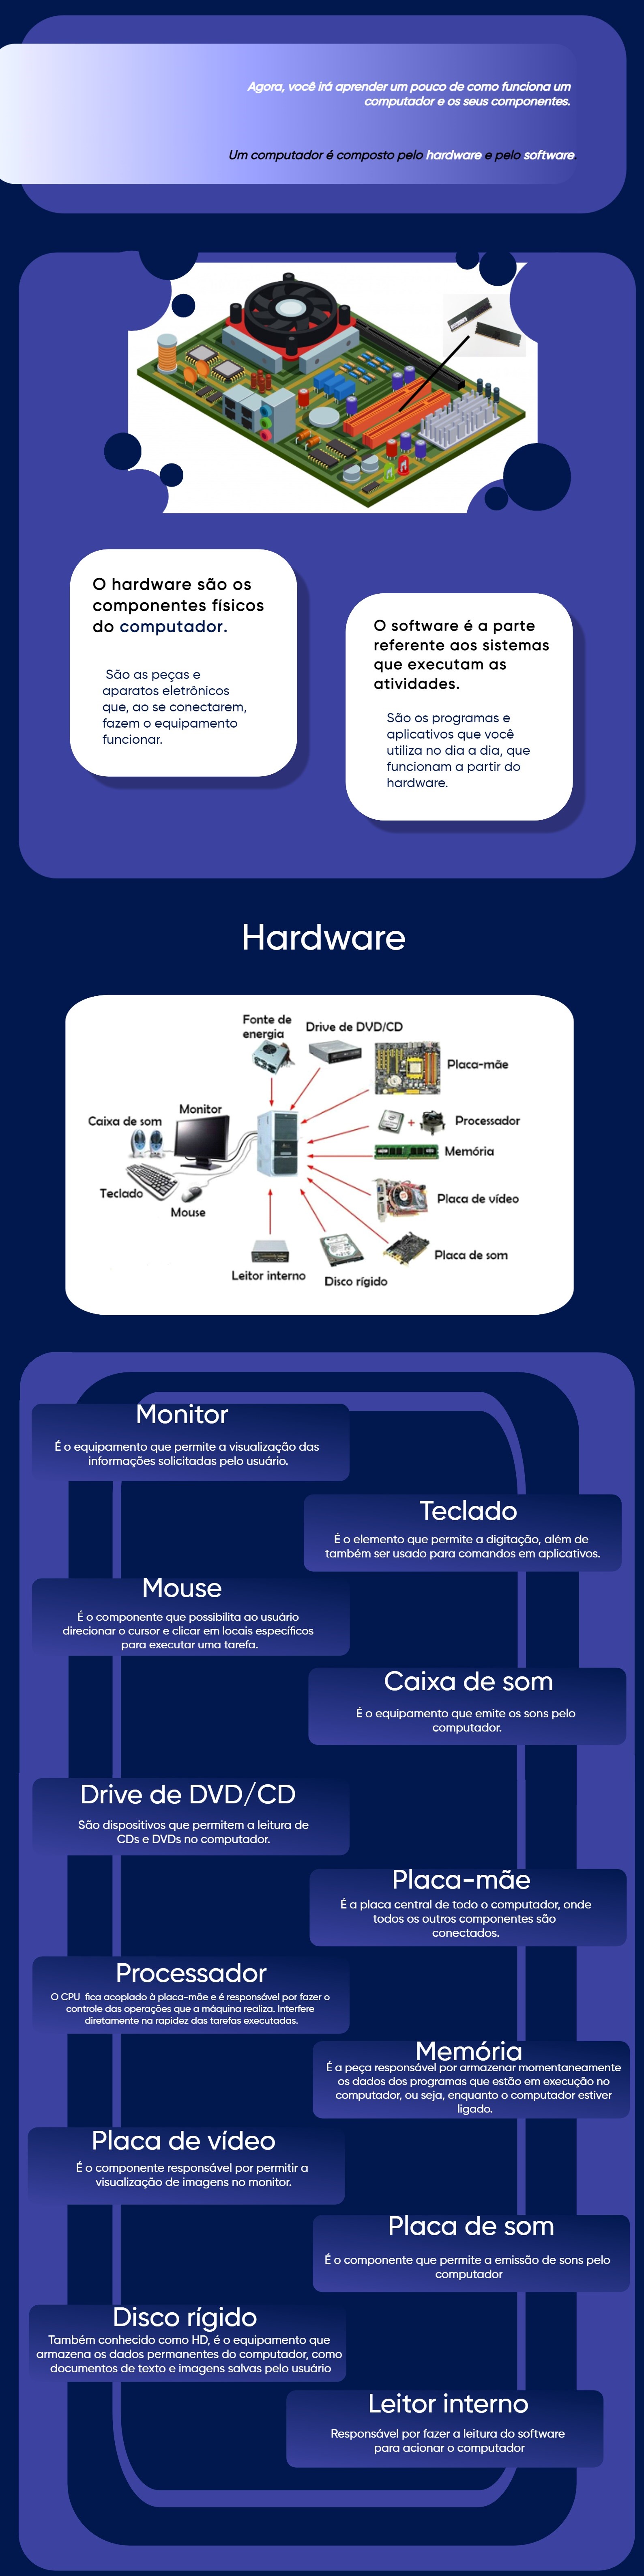 Agora, você irá aprender um pouco de como funciona um
computador e os seus componentes.
Um computador é composto pelo hardware e pelo software.
O hardware são os
componentes físicos
do computador.
São as peças e
aparatos eletrônicos
que, ao se conectarem,
fazem o equipamento
funcionar.
O software é a parte
referente aos sistemas
que executam as
atividades.
São os programas e
aplicativos que você
utiliza no dia a dia, que
funcionam a partir do
hardware.
Hardware
Fonte de
energia
Drive de DVD/CD
Placa-mãe
Monitor
Caixa de som
Processador
Memória
Teclado
Mouse
Placa de vídeo
Placa de som
Leitor interno
Disco rígido
Monitor
É o equipamento que permite a visualização das
informações solicitadas pelo usuário.
Teclado
É o elemento que permite a digitação, além de
também ser usado para comandos em aplicativos.
Mouse
É o componente que possibilita ao usuário
direcionar o cursor e clicar em locais específicos
para executar uma tarefa.
Caixa de som
É o equipamento que emite os sons pelo
computador.
Drive de DVD/CD
São dispositivos que permitem a leitura de
CDs e DVDs no computador.
Placa-mãe
É a placa central de todo o computador, onde
todos os outros componentes são
conectados.
Processador
O CPU fica acoplado à placa-mãe e é responsável por fazer o
controle das operações que a máquina realiza. Interfere
diretamente na rapidez das tarefas executadas.
Memória
É a peça responsável por armazenar momentaneamente
os dados dos programas que estão em execução no
computador, ou seja, enquanto o computador estiver
ligado.
Placa de vídeo
É o componente responsável por permitir a
visualização de imagens no monitor.
Placa de som
É o componente que permite a emissão de sons pelo
computador
Disco rígido
Também conhecido como HD, é o equipamento que
armazena os dados permanentes do computador, como
documentos de texto e imagens salvas pelo usuário
Leitor interno
Responsável por fazer a leitura do software
para acionar o computador